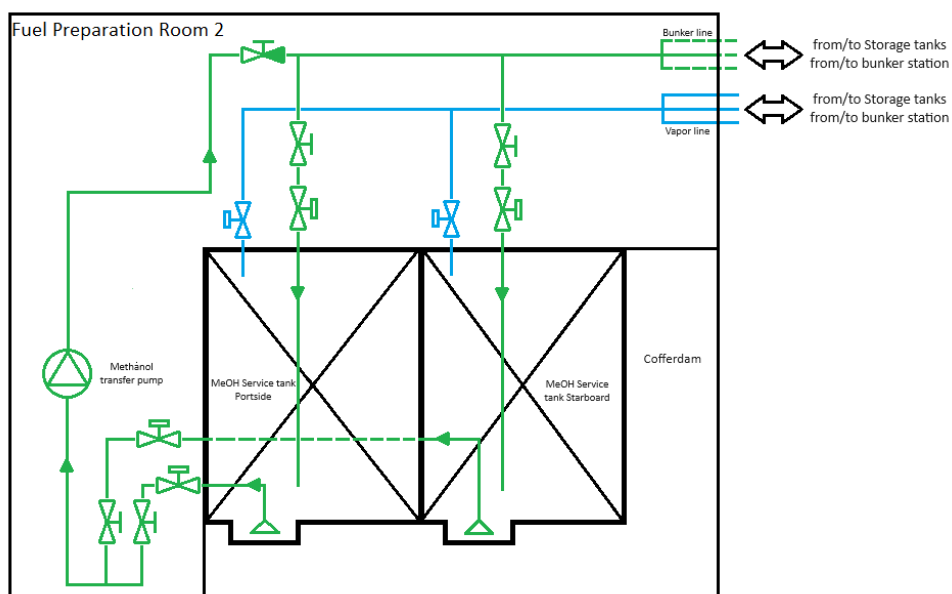 Fuel Preparation Room 2
Bunker line
from/to Storage tanks
from/to bunker station
from/to Storage tanks
from/to bunker station
Vapor line
Methanol
transfer pump
MeOH Service tank
Portside
MeOH Service
tank Starboard
Cofferdam